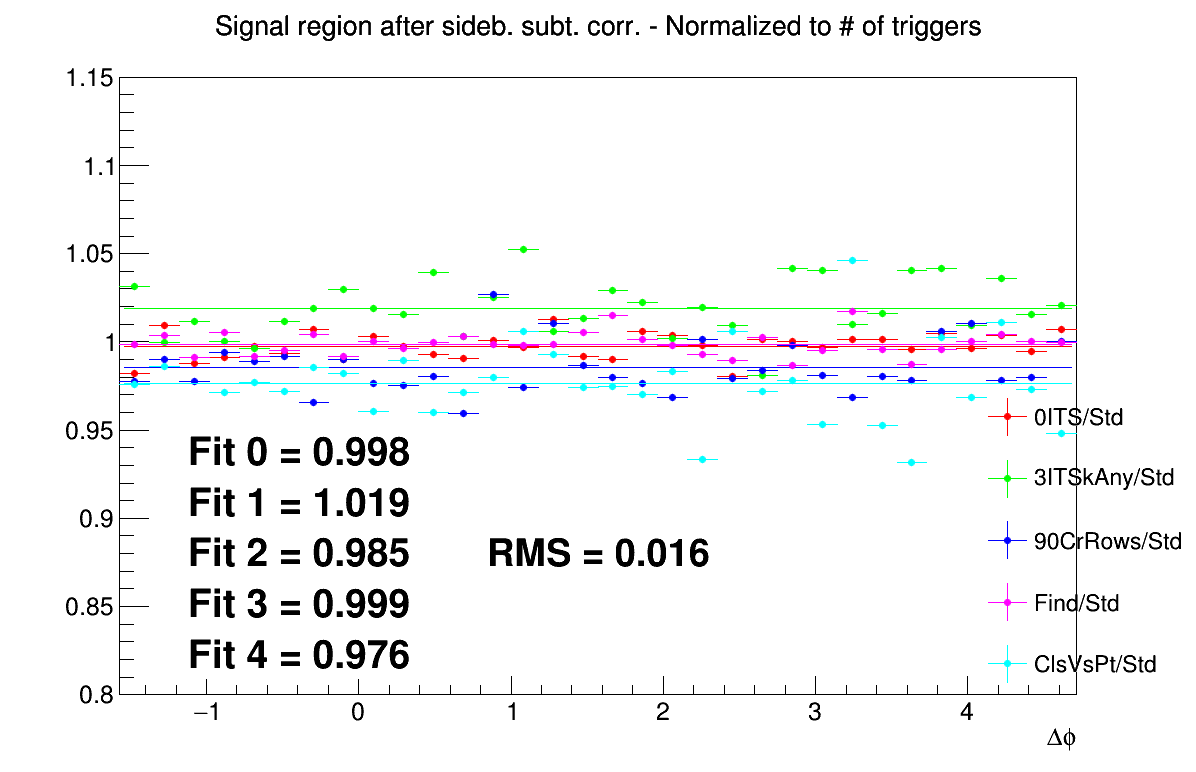 Signal region after sideb. subt. corr. - Normalized to # of triggers
1.15
1.1
1.05
1
0.95
0.9
0.85
0.8
Fit 0 = 0.998
Fit 1 = 1.019
Fit 2 = 0.985
RMS = 0.016
Fit 3 = 0.999
Fit 4 = 0.976
0ITS/Std
3ITSkAny/Std
90CrRows/Std
Find/Std
ClsVsPt/Std
−1 0 1 2 3 4
Δϕ